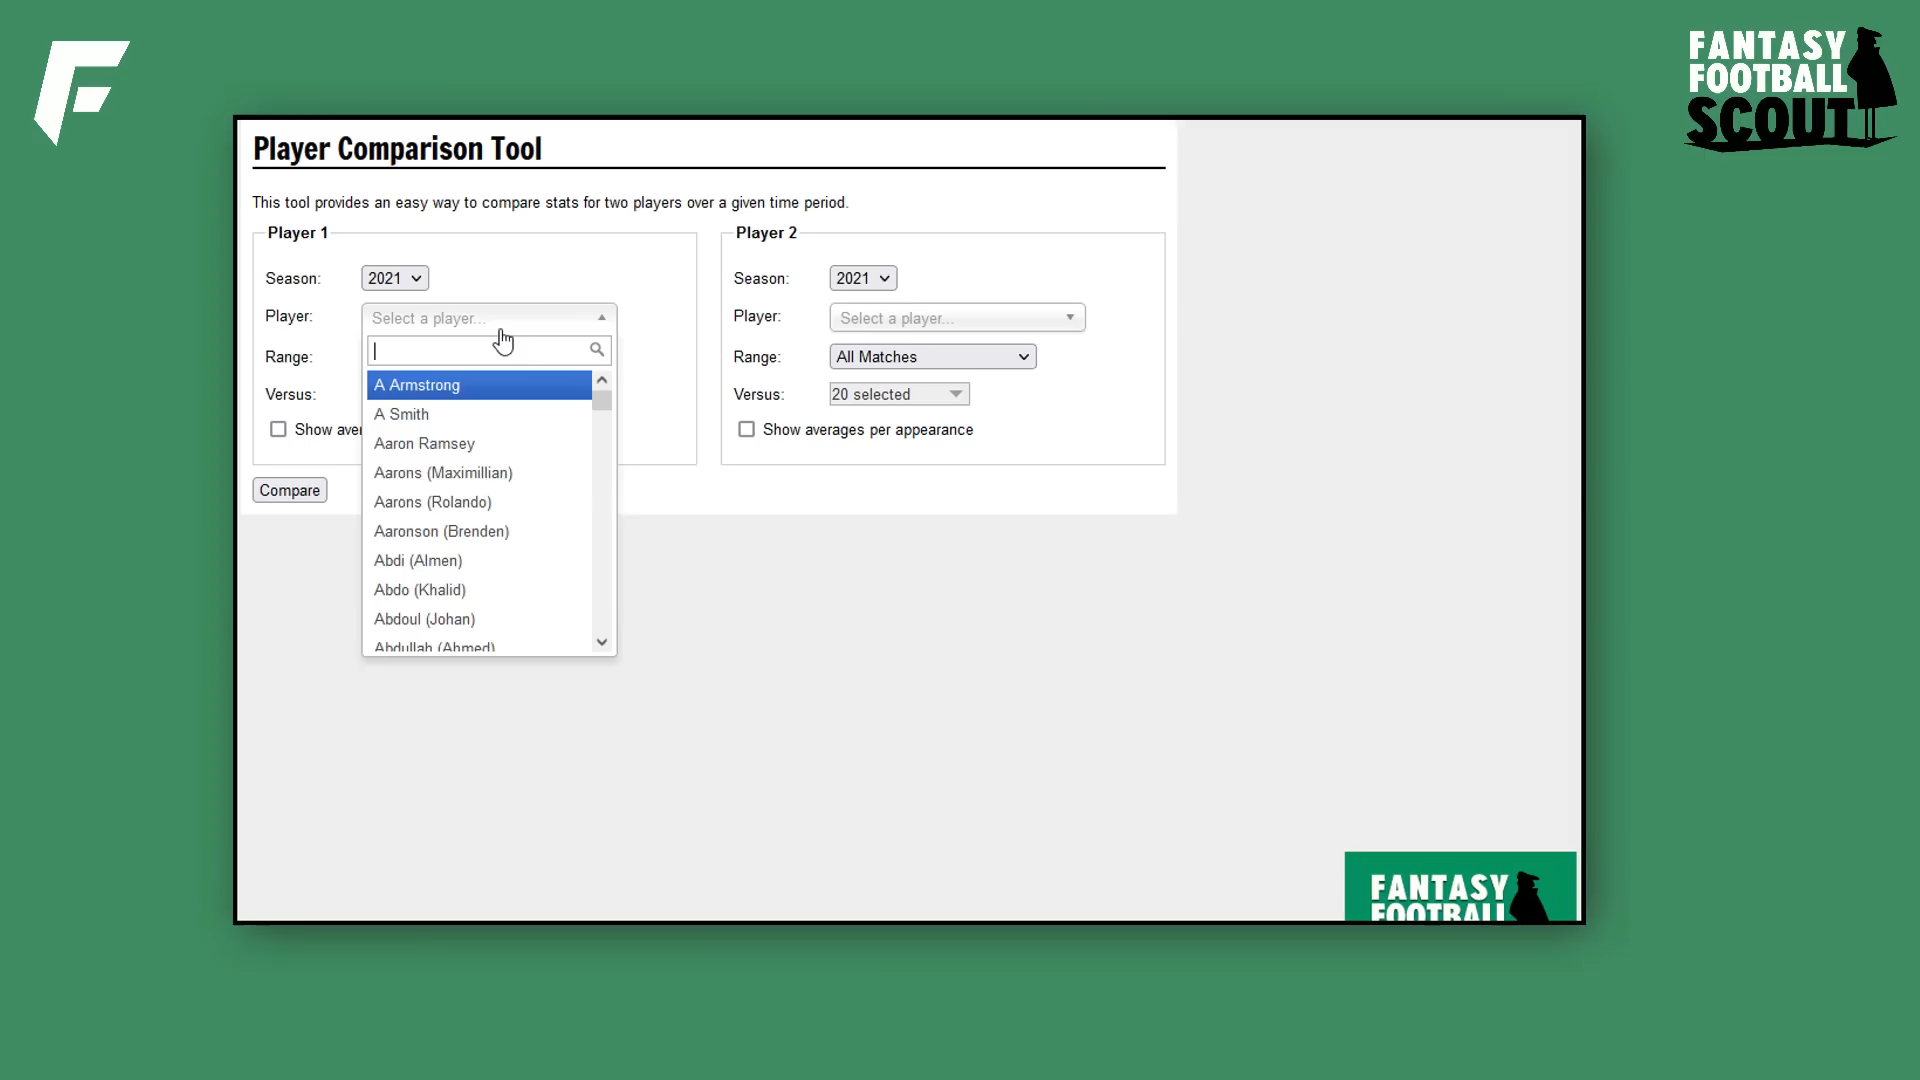 F
FANTASY
FOOTBALL
SCOUT
Player Comparison Tool
This tool provides an easy way to compare stats for two players over a given time period.
Player 1
Season: 2021
Player: Select a player...
Range:
Versus:
Show aver
Compare
A Armstrong
A Smith
Aaron Ramsey
Aarons (Maximillian)
Aarons (Rolando)
Aaronson (Brenden)
Abdi (Almen)
Abdo (Khalid)
Abdoul (Johan)
Abdullah (Ahmed)
Player 2
Season: 2021
Player: Select a player...
Range: All Matches
Versus: 20 selected
Show averages per appearance
FANTASY
FOOTBALL